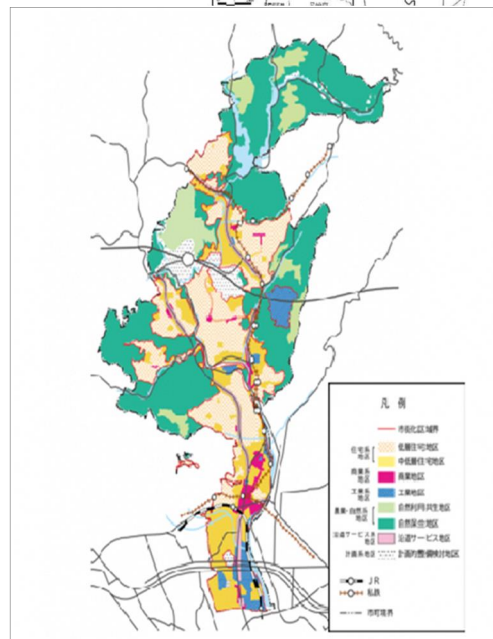 凡 例
市街化区域界
住宅系地区
低層住宅地区
中低層住宅地区
商業系地区
商業地区
工業系地区
工業地区
農業・自然系地区
自然利用・共生地区
自然保全地区
沿道サービス系地区
沿道サービス地区
計画系地区
計画的整備検討地区
JR
私鉄
市町境界